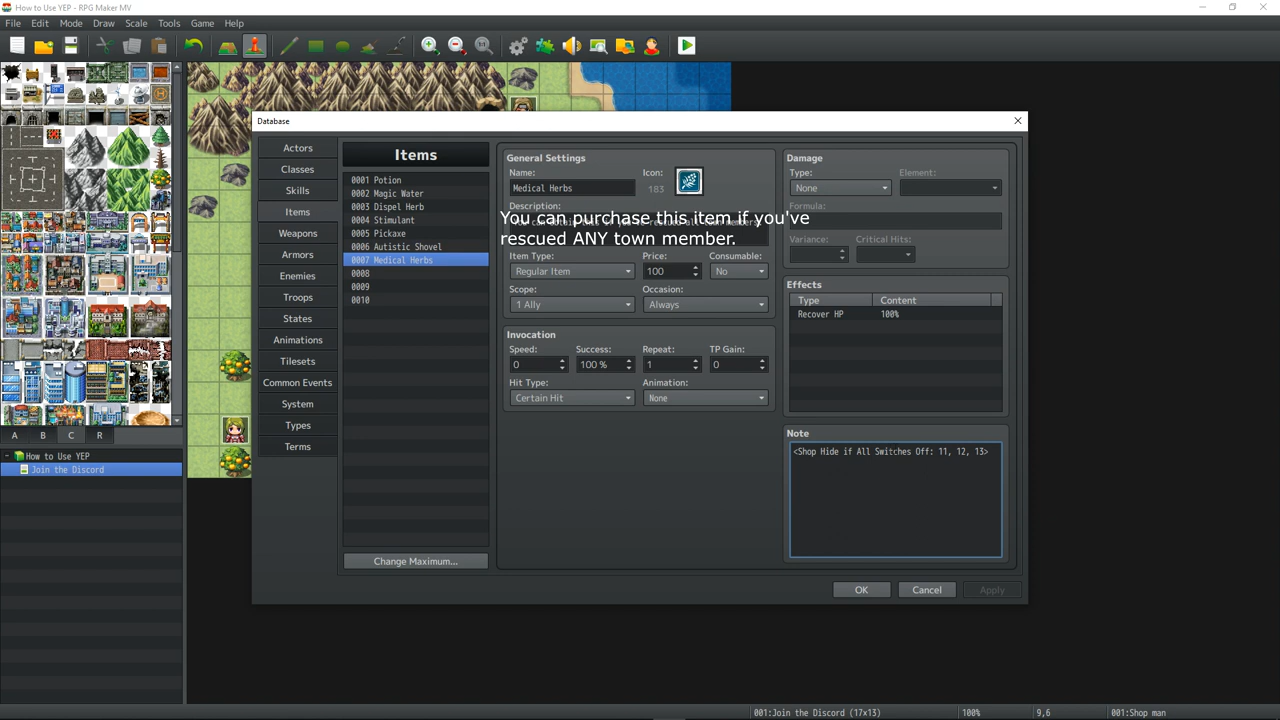 How to Use YEP - RPG Maker MV
File Edit Mode Draw Scale Tools Game Help
Database
Actors
Classes
Skills
Items
Weapons
Armors
Enemies
Troops
States
Animations
Tilesets
Common Events
System
Types
Terms
Items
0001 Potion
0002 Magic Water
0003 Dispel Herb
0004 Stimulant
0005 Pickaxe
0006 Autistic Shovel
0007 Medical Herbs
0008
0009
0010
Change Maximum...
General Settings
Name: Icon:
Medical Herbs 183
Description:
You can purchase this item if you've
rescued ANY town member.
Item Type: Price: Consumable:
Regular Item 100 No
Scope: Occasion:
1 Ally Always
Invocation
Speed: Success: Repeat: TP Gain:
0 100 % 1 0
Hit Type: Animation:
Certain Hit None
Damage
Type: Element:
None
Formula:
Variance: Critical Hits:
Effects
Type Content
Recover HP 100%
Note
<Shop Hide if All Switches Off: 11, 12, 13>
OK Cancel Apply
A B C R
How to Use YEP
Join the Discord
001:Join the Discord (17×13) 100% 9,6 001:Shop man